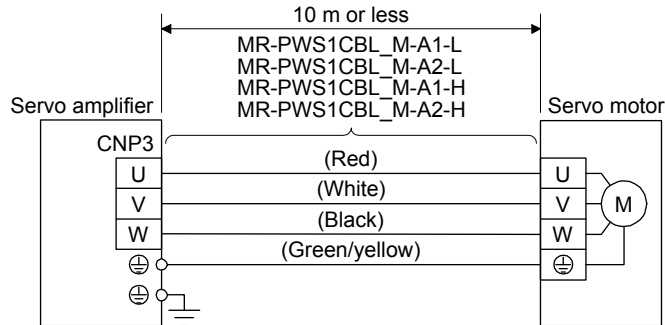 10 m or less
MR-PWS1CBL_M-A1-L
MR-PWS1CBL_M-A2-L
MR-PWS1CBL_M-A1-H
MR-PWS1CBL_M-A2-H
Servo amplifier
Servo motor
CNP3
U
(Red)
U
V
(White)
V
M
W
(Black)
W
(Green/yellow)